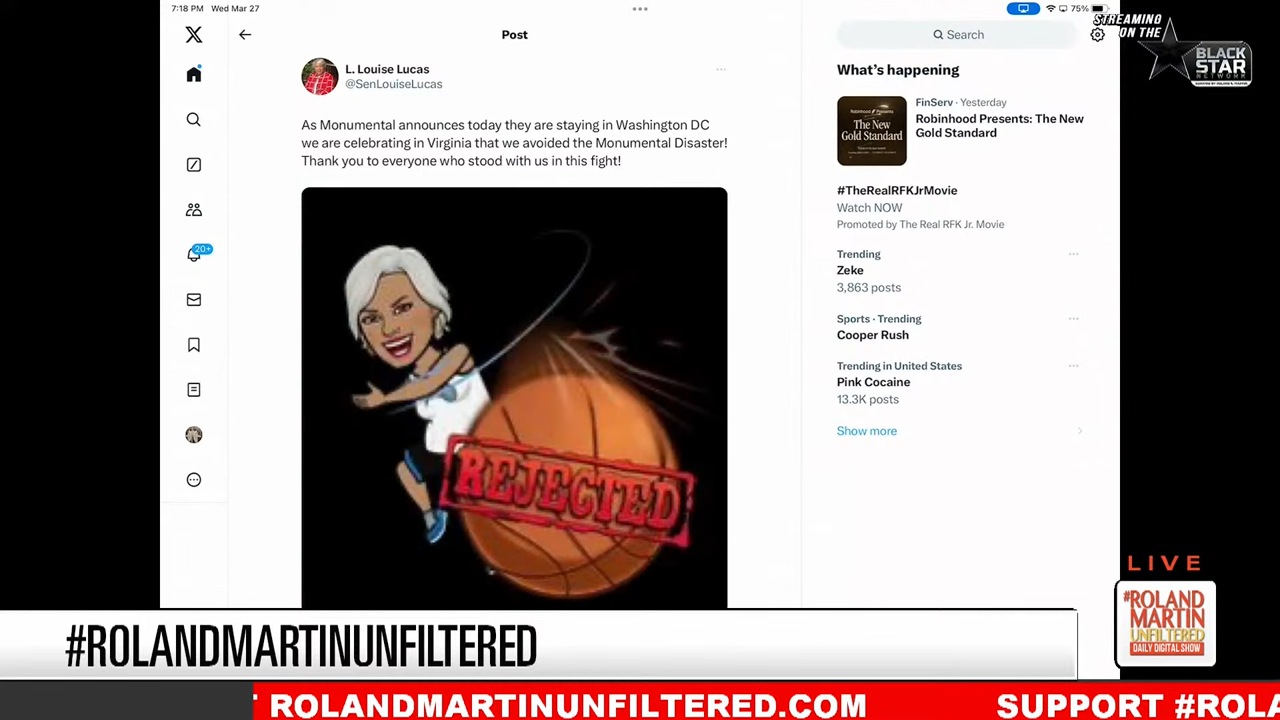 7:18 PM Wed Mar 27
75%
STREAMING
ON THE
BLACK
STAR
NETWORK
Post
Search
L. Louise Lucas
@SenLouiseLucas
As Monumental announces today they are staying in Washington DC
we are celebrating in Virginia that we avoided the Monumental Disaster!
Thank you to everyone who stood with us in this fight!
REJECTED
20+
What's happening
FinServ · Yesterday
Robinhood Presents: The New
Gold Standard
Robinhood Presents
The New
Gold Standard
#TheRealRFKJrMovie
Watch NOW
Promoted by The Real RFK Jr. Movie
Trending
Zeke
3,863 posts
Sports · Trending
Cooper Rush
Trending in United States
Pink Cocaine
13.3K posts
Show more
LIVE
#ROLAND
MARTIN
UNFILTERED
DAILY DIGITAL SHOW
#ROLANDMARTINUNFILTERED
ROLANDMARTINUNFILTERED.COM SUPPORT #ROLA